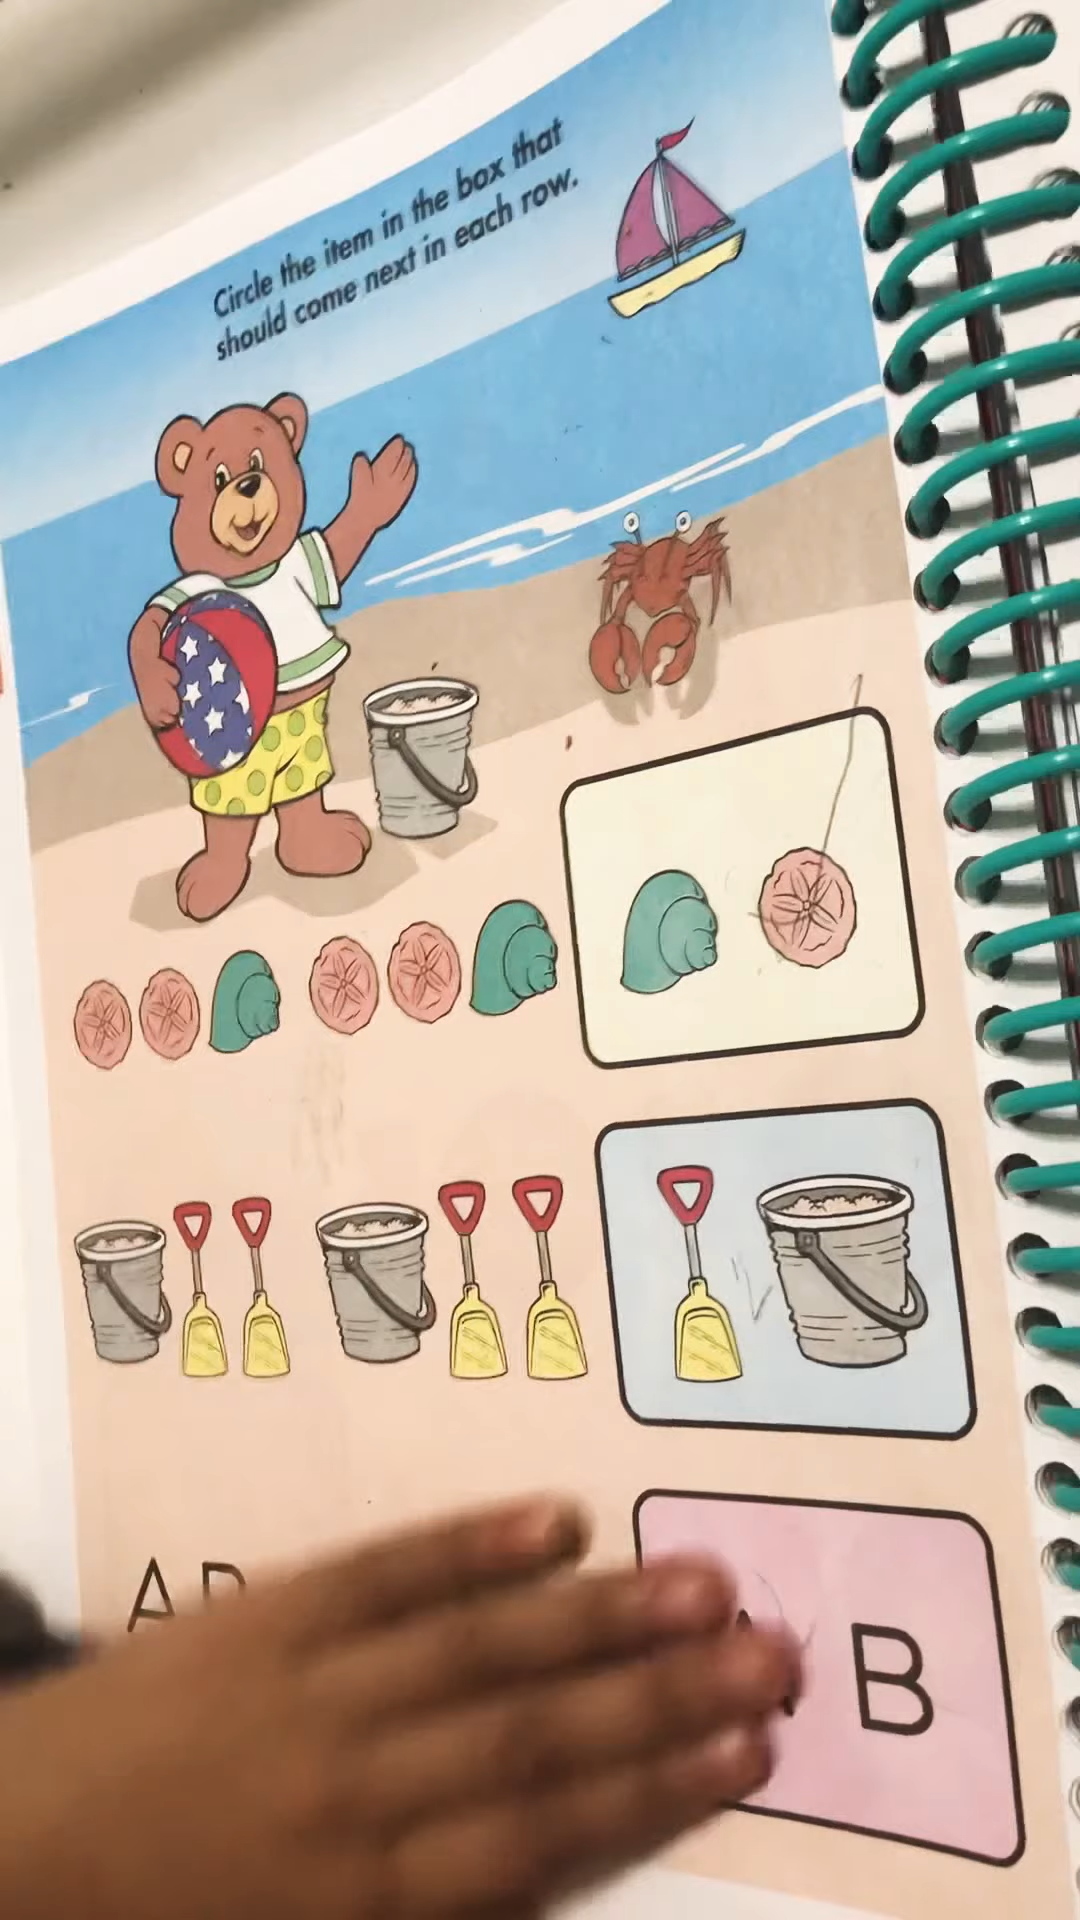 Circle the item in the box that
should come next in each row.
A
B